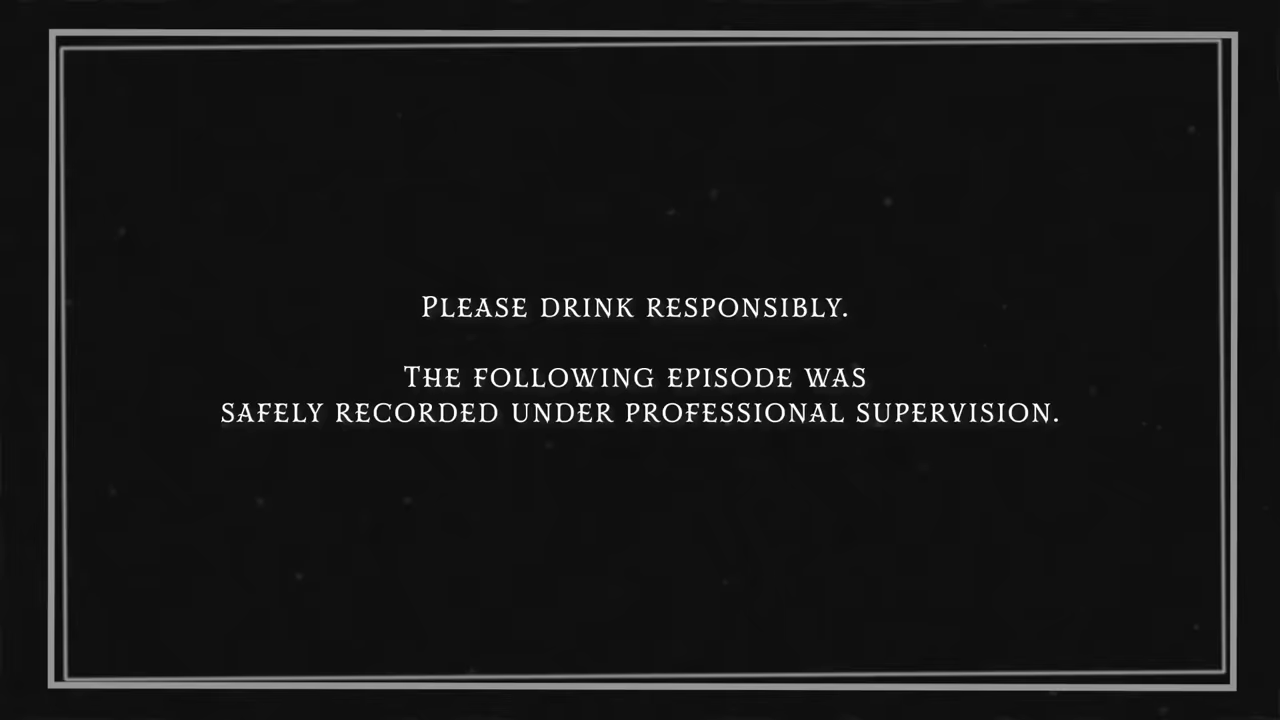 Please drink responsibly.
The following episode was
safely recorded under professional supervision.